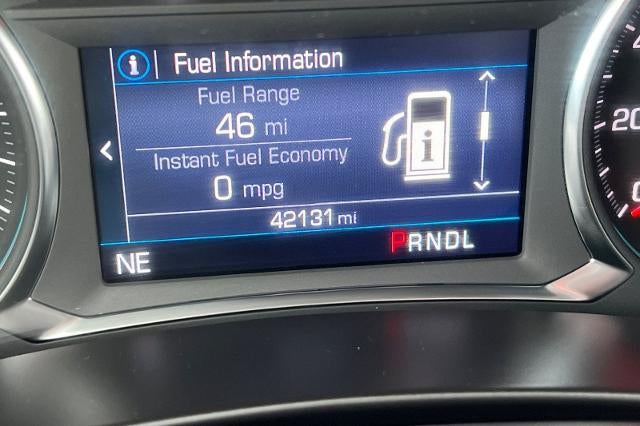 Fuel Information
Fuel Range
46 mi
Instant Fuel Economy
0 mpg
42131 mi
PRNDL
NE